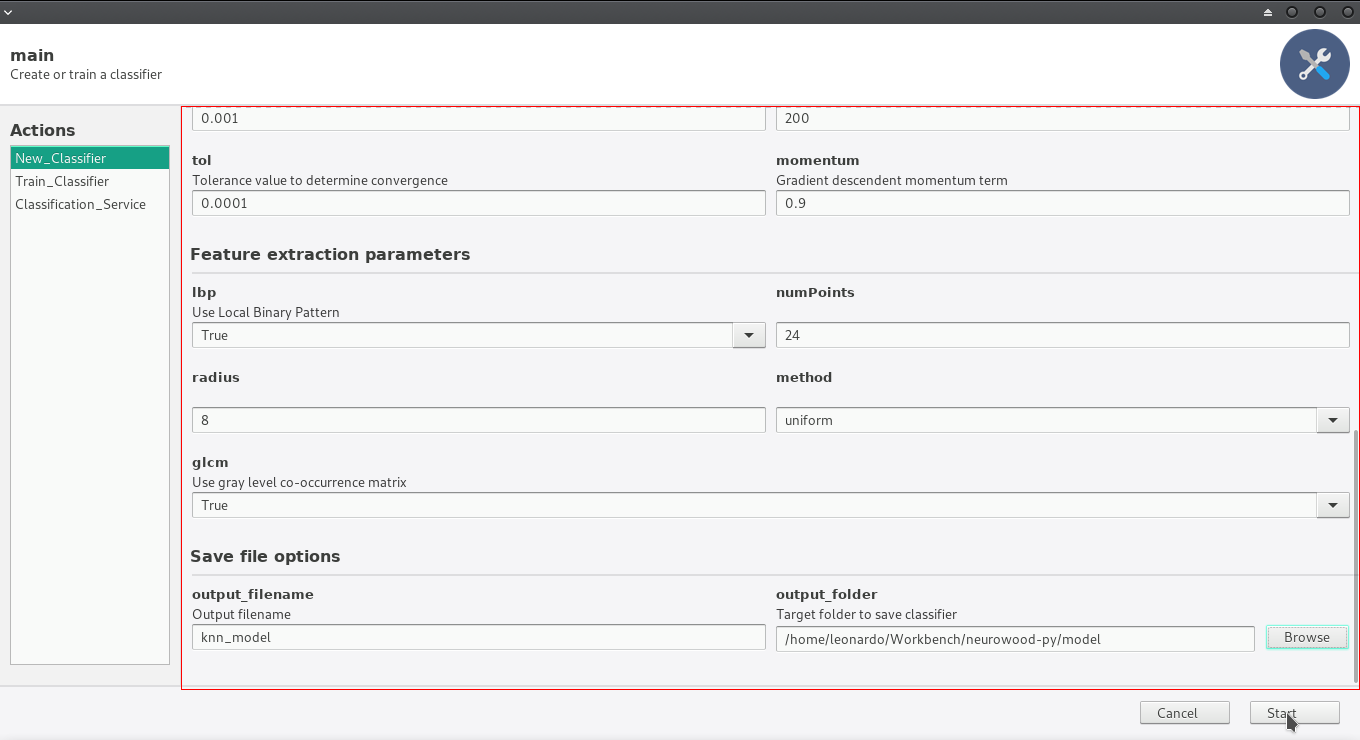 main
Create or train a classifier
Actions
New_Classifier
Train_Classifier
Classification_Service
0.001 200
tol momentum
Tolerance value to determine convergence Gradient descendent momentum term
0.0001 0.9
Feature extraction parameters
lbp numPoints
Use Local Binary Pattern
True 24
radius method
8 uniform
glcm
Use gray level co-occurrence matrix
True
Save file options
output_filename output_folder
Output filename Target folder to save classifier
knn_model /home/leonardo/Workbench/neurowood-py/model Browse
Cancel Start